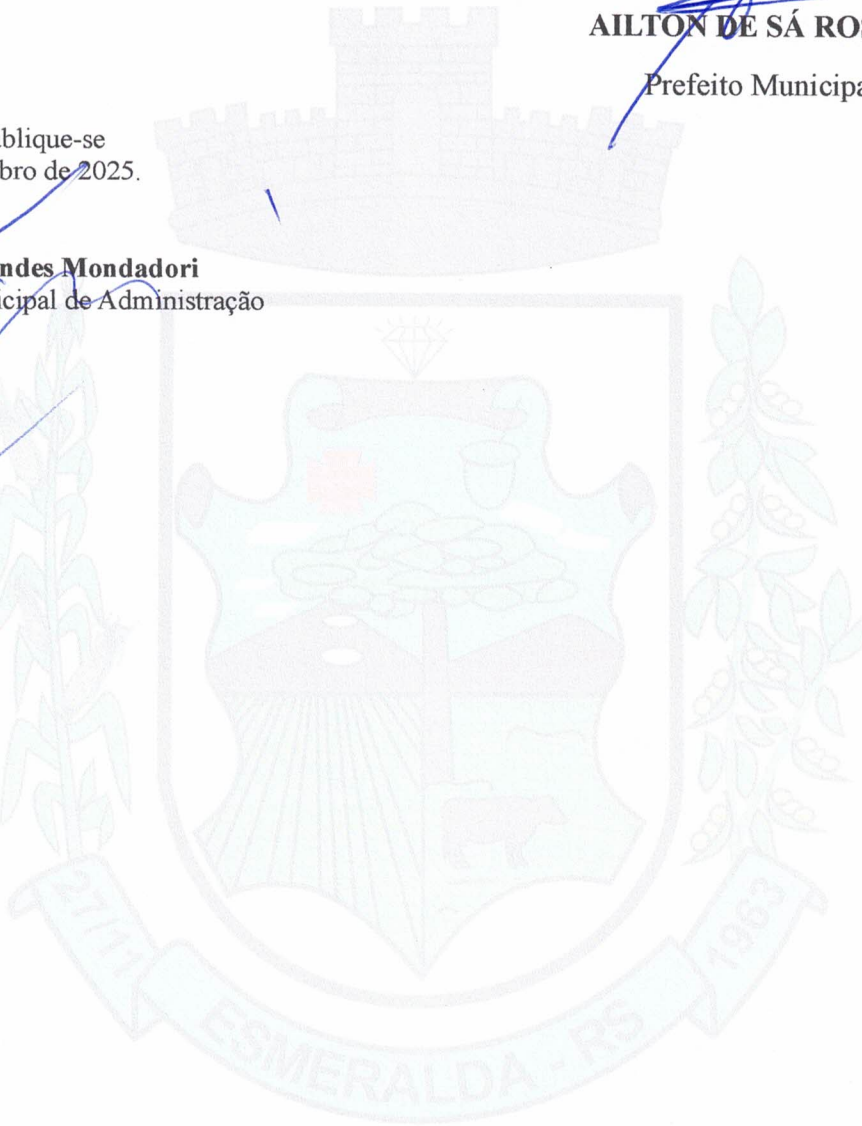 AILTON DE SÁ ROS
Prefeito Municipa
blique-se
bro de 2025.
ndes Mondadori
cipal de Administração
27/11
1963
ESMERALDA - RS